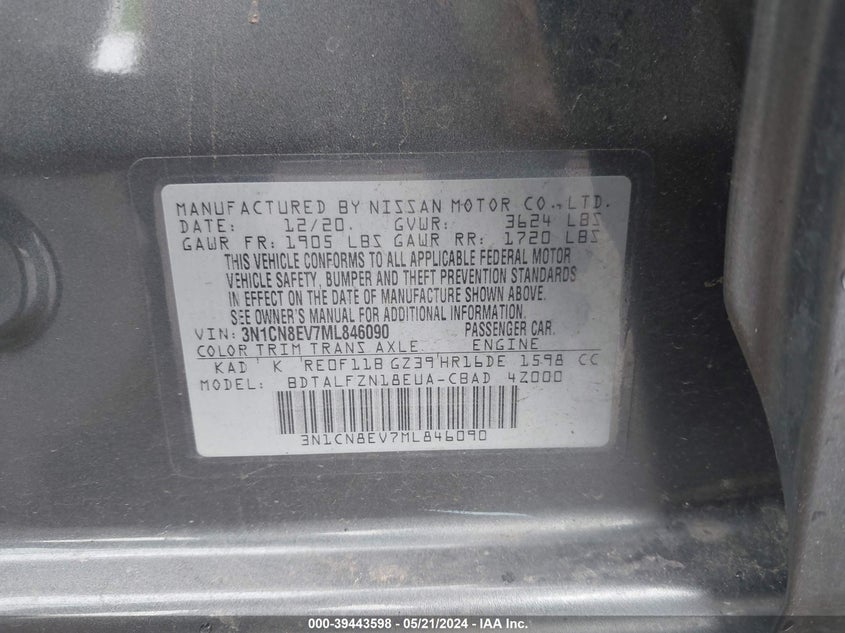 MANUFACTURED BY NISSAN MOTOR CO., LTD.
DATE: 12/20. GVWR: 3624 LBS
GAWR FR: 1905 LBS GAWR RR: 1720 LBS
THIS VEHICLE CONFORMS TO ALL APPLICABLE FEDERAL MOTOR
VEHICLE SAFETY, BUMPER AND THEFT PREVENTION STANDARDS
IN EFFECT ON THE DATE OF MANUFACTURE SHOWN ABOVE.
SEE OWNER'S MANUAL FOR ADDITIONAL INFORMATION.
VIN: 3N1CN8EV7ML846090 PASSENGER CAR.
COLOR TRIM TRANS AXLE ENGINE
KAD K RE0F11B GZ39 HR16DE 1598 CC
MODEL: BDTALFZN18EUA-CBAD 4Z000
3N1CN8EV7ML846090
000-39443598 - 05/21/2024 - IAA Inc.